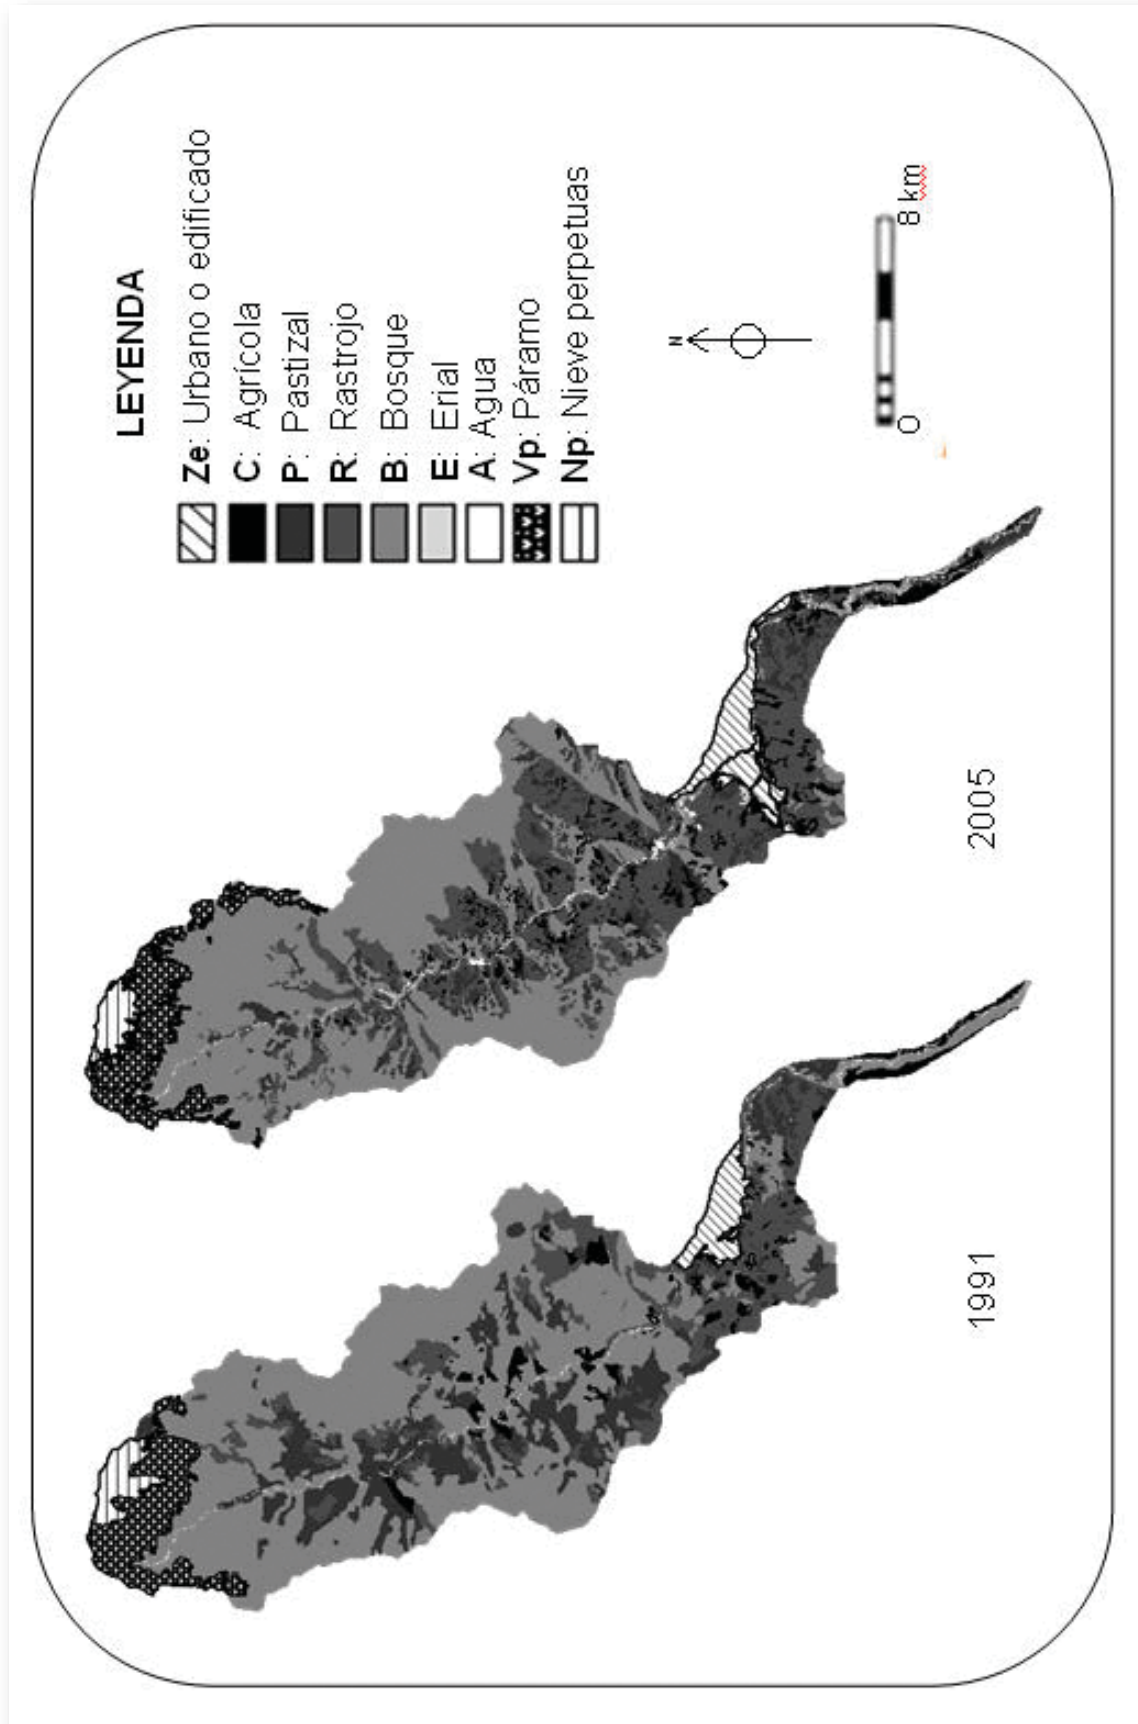 LEYENDA
Ze: Urbano o edificado
C: Agrícola
P: Pastizal
R: Rastrojo
B: Bosque
E: Erial
A: Agua
Vp: Páramo
Np: Nieve perpetuas
N
0 8 km
1991 2005